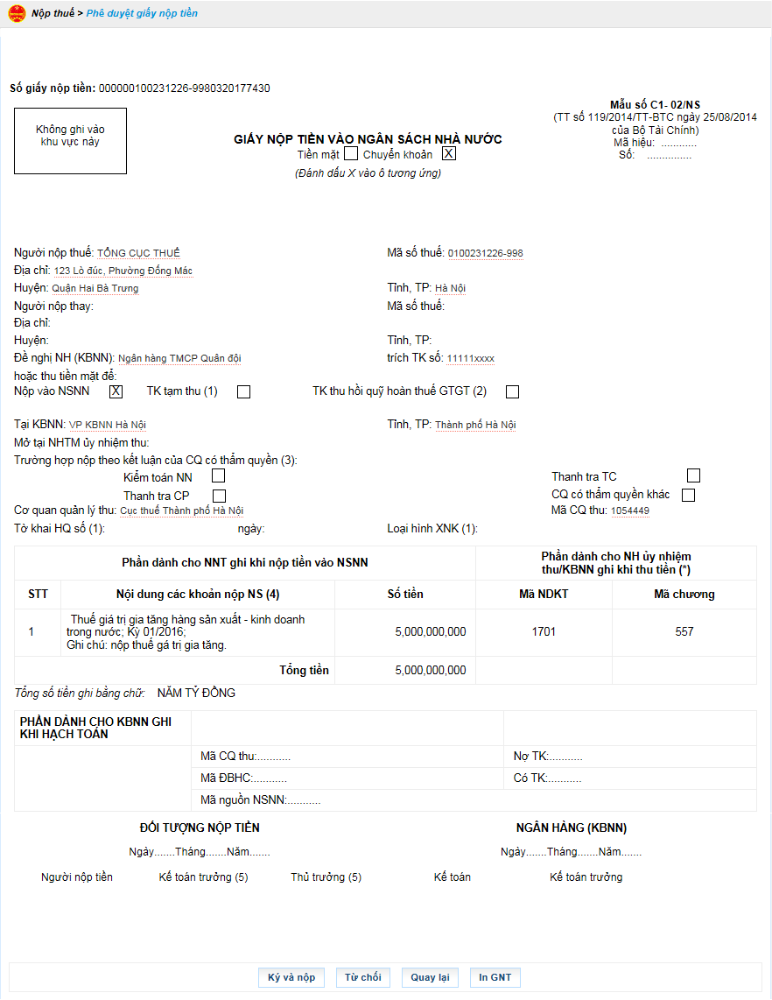 Nộp thuế > Phê duyệt giấy nộp tiền
Số giấy nộp tiền: 000000100231226-9980320177430
Không ghi vào
khu vực này
GIẤY NỘP TIỀN VÀO NGÂN SÁCH NHÀ NƯỚC
Tiền mặt Chuyển khoản X
(Đánh dấu X vào ô tương ứng)
Mẫu số C1- 02/NS
(TT số 119/2014/TT-BTC ngày 25/08/2014
của Bộ Tài Chính)
Mã hiệu: ............
Số: ...............
Người nộp thuế: TỔNG CỤC THUẾ Mã số thuế: 0100231226-998
Địa chỉ: 123 Lò đúc, Phường Đống Mác
Huyện: Quận Hai Bà Trưng Tỉnh, TP: Hà Nội
Người nộp thay: Mã số thuế:
Địa chỉ:
Huyện: Tỉnh, TP:
Đề nghị NH (KBNN): Ngân hàng TMCP Quân đội trích TK số: 11111xxxx
hoặc thu tiền mặt để:
Nộp vào NSNN X TK tạm thu (1) TK thu hồi quỹ hoàn thuế GTGT (2)
Tại KBNN: VP KBNN Hà Nội Tỉnh, TP: Thành phố Hà Nội
Mở tại NHTM ủy nhiệm thu:
Trường hợp nộp theo kết luận của CQ có thẩm quyền (3):
Kiểm toán NN Thanh tra TC
Thanh tra CP CQ có thẩm quyền khác
Cơ quan quản lý thu: Cục thuế Thành phố Hà Nội Mã CQ thu: 1054449
Tờ khai HQ số (1): ngày: Loại hình XNK (1):
Phần dành cho NNT ghi khi nộp tiền vào NSNN
Phần dành cho NH ủy nhiệm
thu/KBNN ghi khi thu tiền (*)
STT Nội dung các khoản nộp NS (4) Số tiền Mã NDKT Mã chương
1
Thuế giá trị gia tăng hàng sản xuất - kinh doanh
trong nước; Kỳ 01/2016;
Ghi chú: nộp thuế gá trị gia tăng.
5,000,000,000 1701 557
Tổng tiền 5,000,000,000
Tổng số tiền ghi bằng chữ: NĂM TỶ ĐỒNG
PHẦN DÀNH CHO KBNN GHI
KHI HẠCH TOÁN
Mã CQ thu:........... Nợ TK:...........
Mã ĐBHC:........... Có TK:...........
Mã nguồn NSNN:...........
ĐỐI TƯỢNG NỘP TIỀN NGÂN HÀNG (KBNN)
Ngày.......Tháng.......Năm....... Ngày.......Tháng.......Năm.......
Người nộp tiền Kế toán trưởng (5) Thủ trưởng (5) Kế toán Kế toán trưởng
Ký và nộp Từ chối Quay lại In GNT